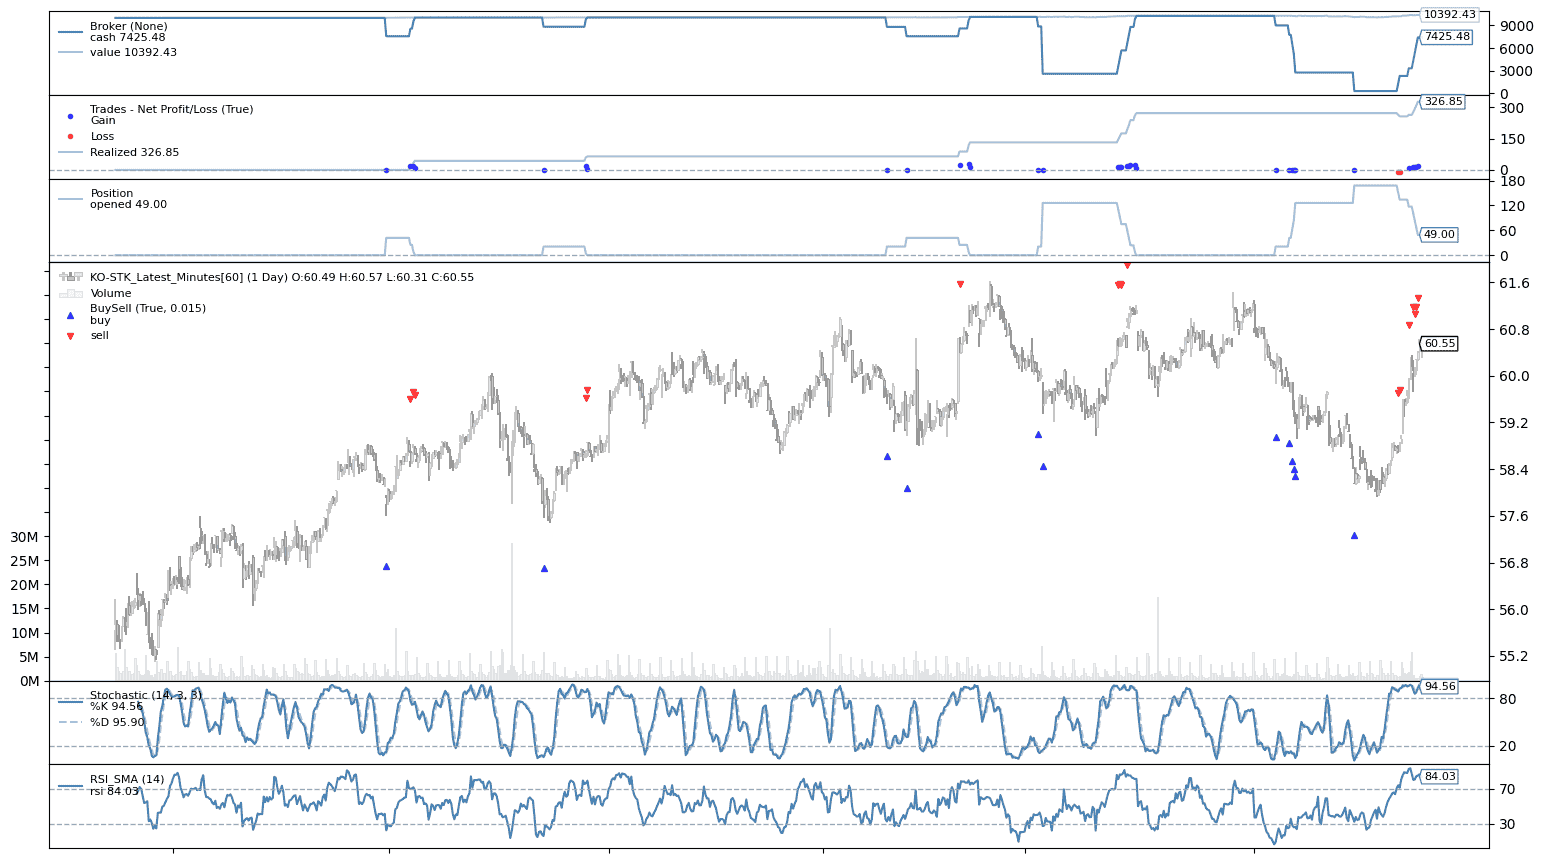 Broker (None)
cash 7425.48
value 10392.43
10392.43
7425.48
9000
6000
3000
0
Trades - Net Profit/Loss (True)
Gain
Loss
Realized 326.85
326.85
300
150
0
Position
opened 49.00
49.00
180
120
60
0
KO-STK_Latest_Minutes[60] (1 Day) O:60.49 H:60.57 L:60.31 C:60.55
Volume
BuySell (True, 0.015)
buy
sell
61.6
60.8
60.55
60.0
59.2
58.4
57.6
56.8
56.0
55.2
30M
25M
20M
15M
10M
5M
0M
Stochastic (14, 3, 3)
%K 94.56
%D 95.90
94.56
80
20
RSI_SMA (14)
rsi 84.03
84.03
70
30